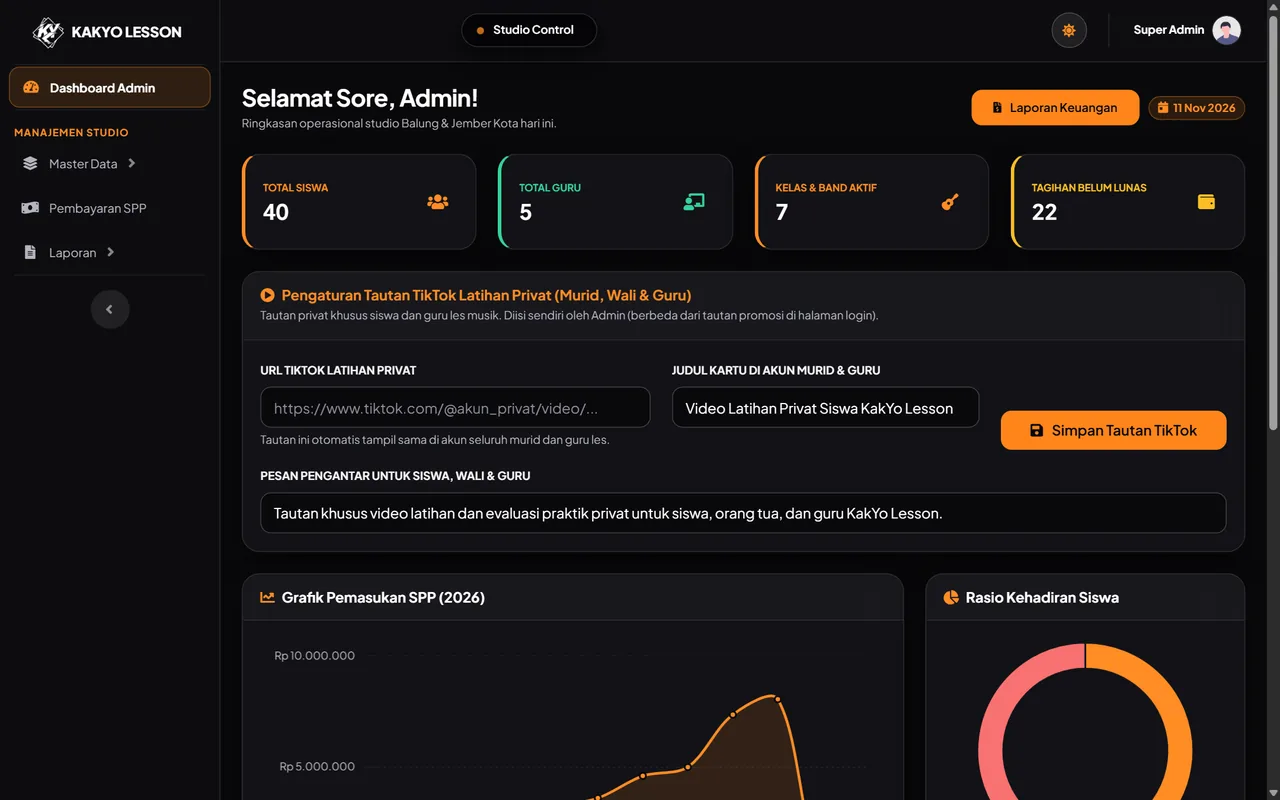 KAKYO LESSON
Studio Control
Super Admin
Dashboard Admin
MANAJEMEN STUDIO
Master Data
Pembayaran SPP
Laporan
Selamat Sore, Admin!
Ringkasan operasional studio Balung & Jember Kota hari ini.
Laporan Keuangan
11 Nov 2026
TOTAL SISWA
40
TOTAL GURU
5
KELAS & BAND AKTIF
7
TAGIHAN BELUM LUNAS
22
Pengaturan Tautan TikTok Latihan Privat (Murid, Wali & Guru)
Tautan privat khusus siswa dan guru les musik. Diisi sendiri oleh Admin (berbeda dari tautan promosi di halaman login).
URL TIKTOK LATIHAN PRIVAT
https://www.tiktok.com/@akun_privat/video/...
Tautan ini otomatis tampil sama di akun seluruh murid dan guru les.
JUDUL KARTU DI AKUN MURID & GURU
Video Latihan Privat Siswa KakYo Lesson
Simpan Tautan TikTok
PESAN PENGANTAR UNTUK SISWA, WALI & GURU
Tautan khusus video latihan dan evaluasi praktik privat untuk siswa, orang tua, dan guru KakYo Lesson.
Grafik Pemasukan SPP (2026)
Rp 10.000.000
Rp 5.000.000
Rasio Kehadiran Siswa